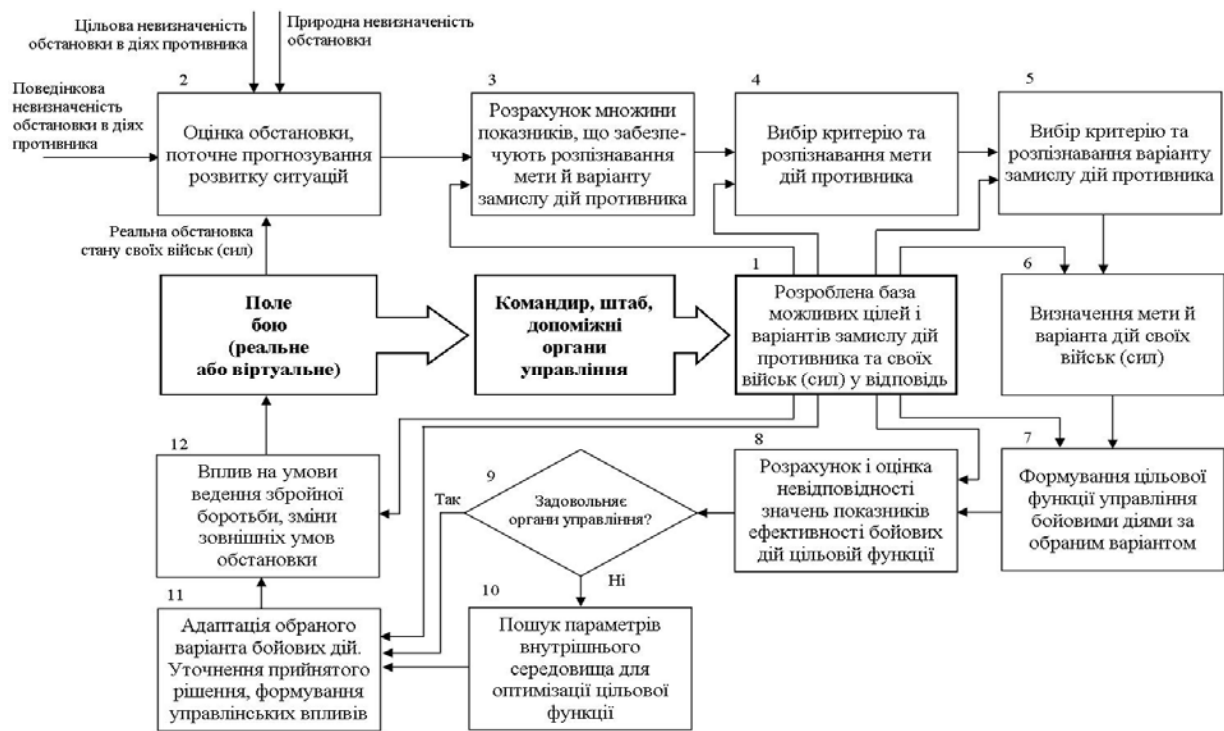 Цільова невизначеність
обстановки в діях противника
Природна невизначеність
обстановки
Поведінкова
невизначеність
обстановки в діях
противника
2
Оцінка обстановки,
поточне прогнозування
розвитку ситуацій
3
Розрахунок множини
показників, що забезпе-
чують розпізнавання
мети й варіанту
замислу дій противника
4
Вибір критерію та
розпізнавання мети
дій противника
5
Вибір критерію та
розпізнавання варіанту
замислу дій противника
Реальна обстановка
стану своїх військ (сил)
Поле
бою
(реальне
або віртуальне)
Командир, штаб,
допоміжні
органи
управління
1
Розроблена база
можливих цілей і
варіантів замислу дій
противника та своїх
військ (сил) у відповідь
6
Визначення мети й
варіанта дій своїх
військ (сил)
12
Вплив на умови
ведення збройної
боротьби, зміни
зовнішніх умов
обстановки
9
Так
Задовольняє
органи управління?
Ні
8
Розрахунок і оцінка
невідповідності
значень показників
ефективності бойових
дій цільовій функції
7
Формування цільової
функції управління
бойовими діями за
обраним варіантом
11
Адаптація обраного
варіанта бойових дій.
Уточнення прийнятого
рішення, формування
управлінських впливів
10
Пошук параметрів
внутрішнього
середовища для
оптимізації цільової
функції